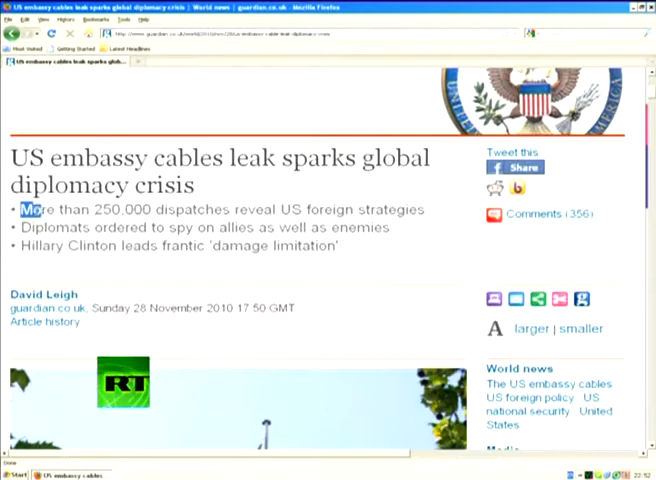 US embassy cables leak sparks global diplomacy crisis | World news | guardian.co.uk - Mozilla Firefox
File Edit View History Bookmarks Tools Help
Most Visited Getting Started Latest Headlines
US embassy cables leak sparks glob...
UNITED
AMERICA
US embassy cables leak sparks global
diplomacy crisis
• More than 250,000 dispatches reveal US foreign strategies
• Diplomats ordered to spy on allies as well as enemies
• Hillary Clinton leads frantic 'damage limitation'
Tweet this
f Share
b
Comments (356)
David Leigh
guardian.co.uk, Sunday 28 November 2010 17.50 GMT
Article history
g
A larger | smaller
RT
World news
The US embassy cables
US foreign policy US
national security United
States
Media
Done
Start US embassy cables
22:52